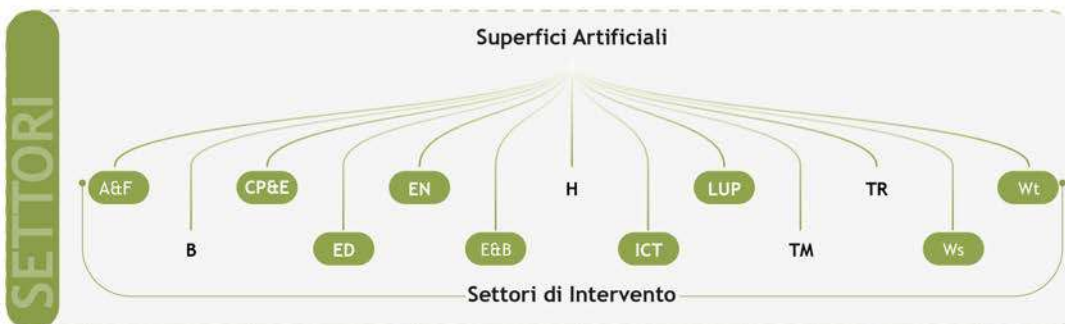 SETTORI
Superfici Artificiali
A&F CP&E EN H LUP TR Wt
B ED E&B ICT TM Ws
Settori di Intervento